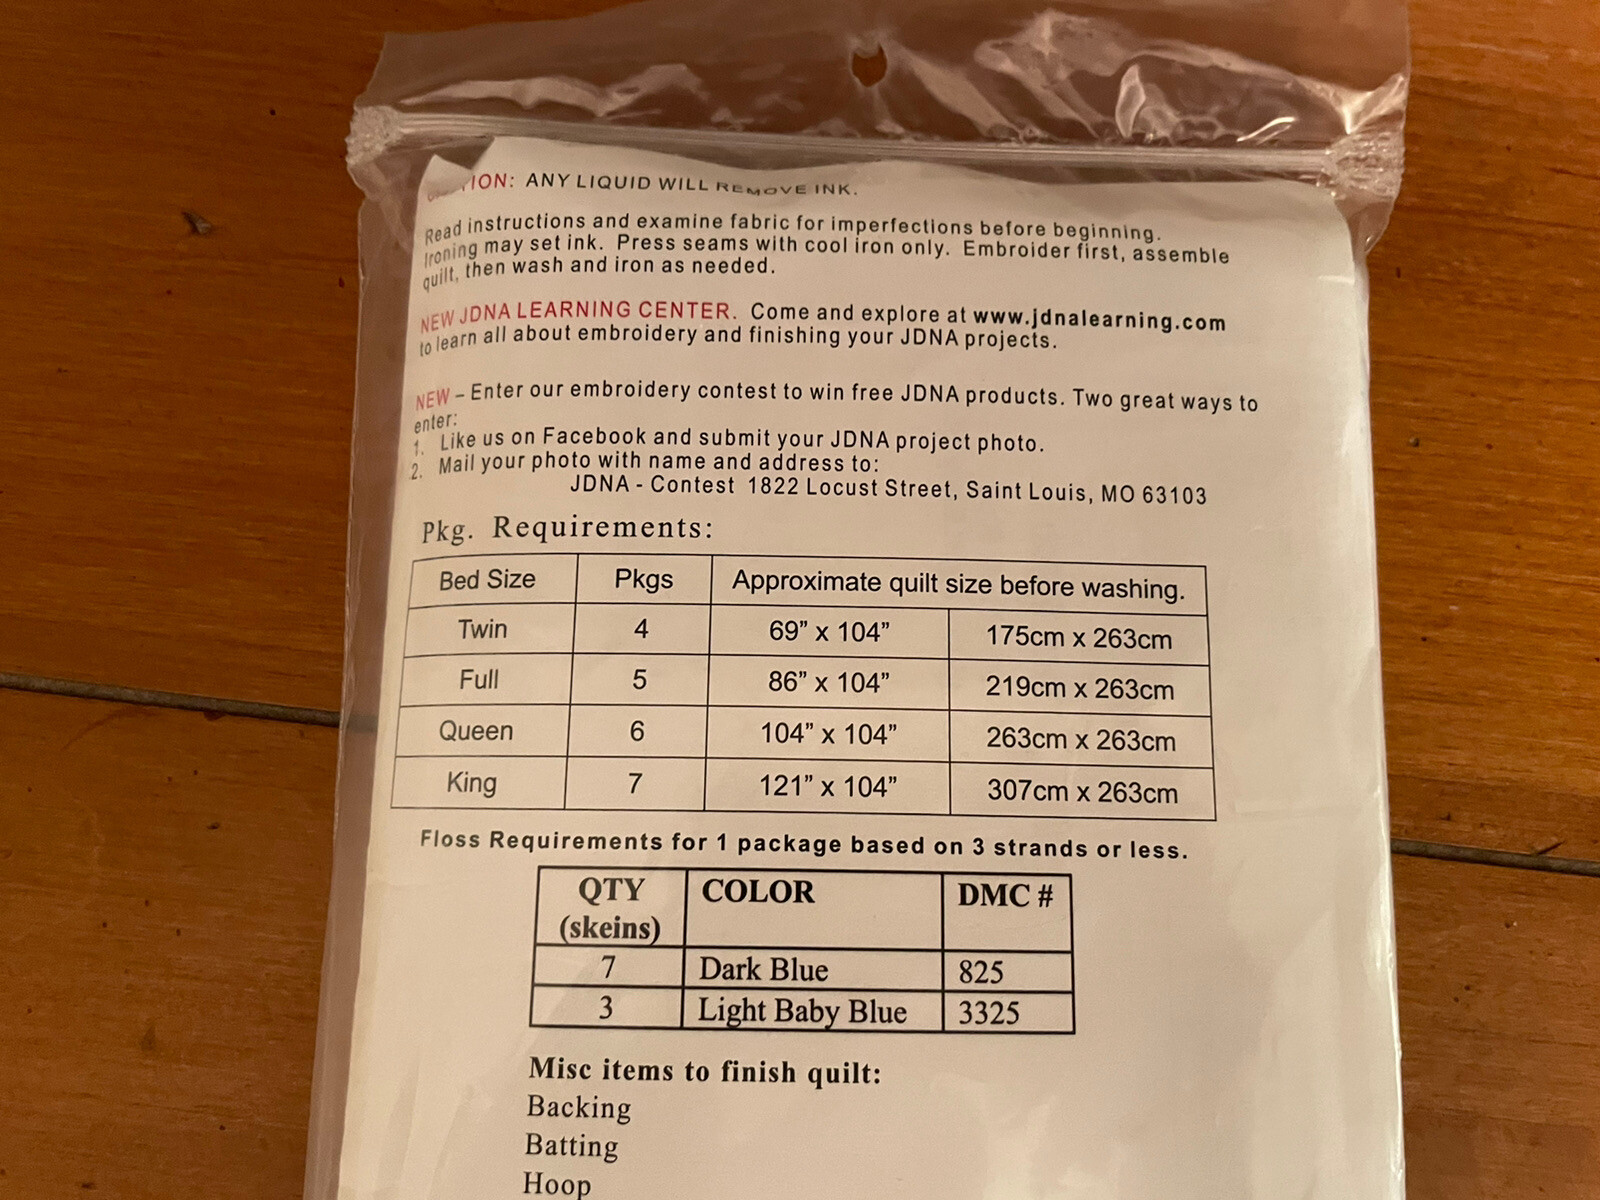 ION: ANY LIQUID WILL REMOVE INK.
Read instructions and examine fabric for imperfections before beginning.
Ironing may set ink. Press seams with cool iron only. Embroider first, assemble
quilt, then wash and iron as needed.
NEW JDNA LEARNING CENTER. Come and explore at www.jdnalearning.com
to learn all about embroidery and finishing your JDNA projects.
NEW – Enter our embroidery contest to win free JDNA products. Two great ways to
enter:
1. Like us on Facebook and submit your JDNA project photo.
2. Mail your photo with name and address to:
JDNA - Contest 1822 Locust Street, Saint Louis, MO 63103
Pkg. Requirements:
Bed Size Pkgs Approximate quilt size before washing.
Twin 4 69” x 104” 175cm x 263cm
Full 5 86” x 104” 219cm x 263cm
Queen 6 104” x 104” 263cm x 263cm
King 7 121” x 104” 307cm x 263cm
Floss Requirements for 1 package based on 3 strands or less.
QTY COLOR DMC #
(skeins)
7 Dark Blue 825
3 Light Baby Blue 3325
Misc items to finish quilt:
Backing
Batting
Hoop